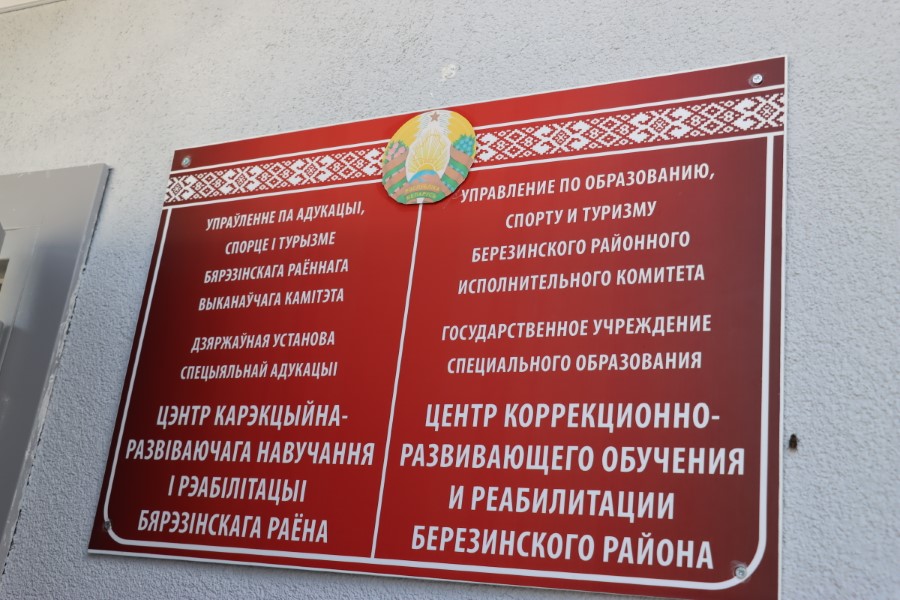 УПРАЎЛЕННЕ ПА АДУКАЦЫІ,
СПОРЦЕ І ТУРЫЗМЕ
БЯРЭЗІНСКАГА РАЁННАГА
ВЫКАНАЎЧАГА КАМІТЭТА
ДЗЯРЖАЎНАЯ УСТАНОВА
СПЕЦЫЯЛЬНАЙ АДУКАЦЫІ
ЦЭНТР КАРЭКЦЫЙНА-
РАЗВІВАЮЧАГА НАВУЧАННЯ
І РЭАБІЛІТАЦЫІ
БЯРЭЗІНСКАГА РАЁНА
УПРАВЛЕНИЕ ПО ОБРАЗОВАНИЮ,
СПОРТУ И ТУРИЗМУ
БЕРЕЗИНСКОГО РАЙОННОГО
ИСПОЛНИТЕЛЬНОГО КОМИТЕТА
ГОСУДАРСТВЕННОЕ УЧРЕЖДЕНИЕ
СПЕЦИАЛЬНОГО ОБРАЗОВАНИЯ
ЦЕНТР КОРРЕКЦИОННО-
РАЗВИВАЮЩЕГО ОБУЧЕНИЯ
И РЕАБИЛИТАЦИИ
БЕРЕЗИНСКОГО РАЙОНА